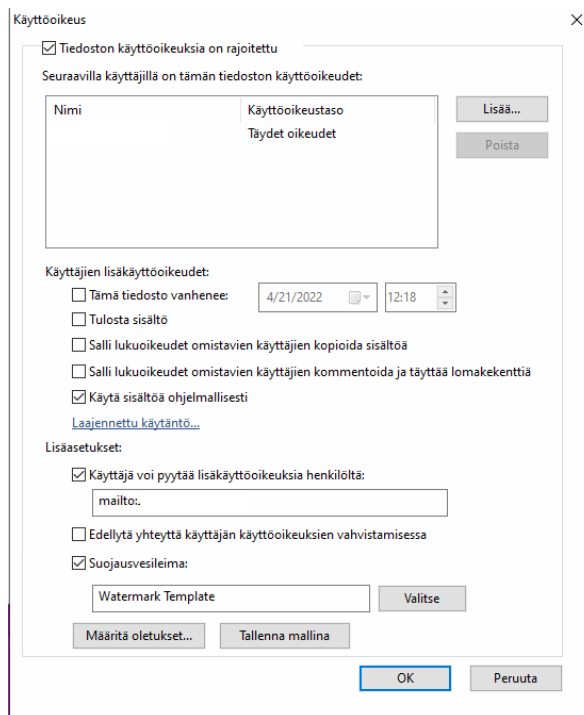 Käyttöoikeus
Tiedoston käyttöoikeuksia on rajoitettu
Seuraavilla käyttäjillä on tämän tiedoston käyttöoikeudet:
Nimi Käyttöoikeustaso
Täydet oikeudet
Lisää...
Poista
Käyttäjien lisäkäyttöoikeudet:
Tämä tiedosto vanhenee: 4/21/2022 12:18
Tulosta sisältö
Salli lukuoikeudet omistavien käyttäjien kopioida sisältöä
Salli lukuoikeudet omistavien käyttäjien kommentoida ja täyttää lomakekenttiä
Käytä sisältöä ohjelmallisesti
Laajennettu käytäntö...
Lisäasetukset:
Käyttäjä voi pyytää lisäkäyttöoikeuksia henkilöltä:
mailto:.
Edellytä yhteyttä käyttäjän käyttöoikeuksien vahvistamisessa
Suojausvesileima:
Watermark Template Valitse
Määritä oletukset... Tallenna mallina
OK Peruuta